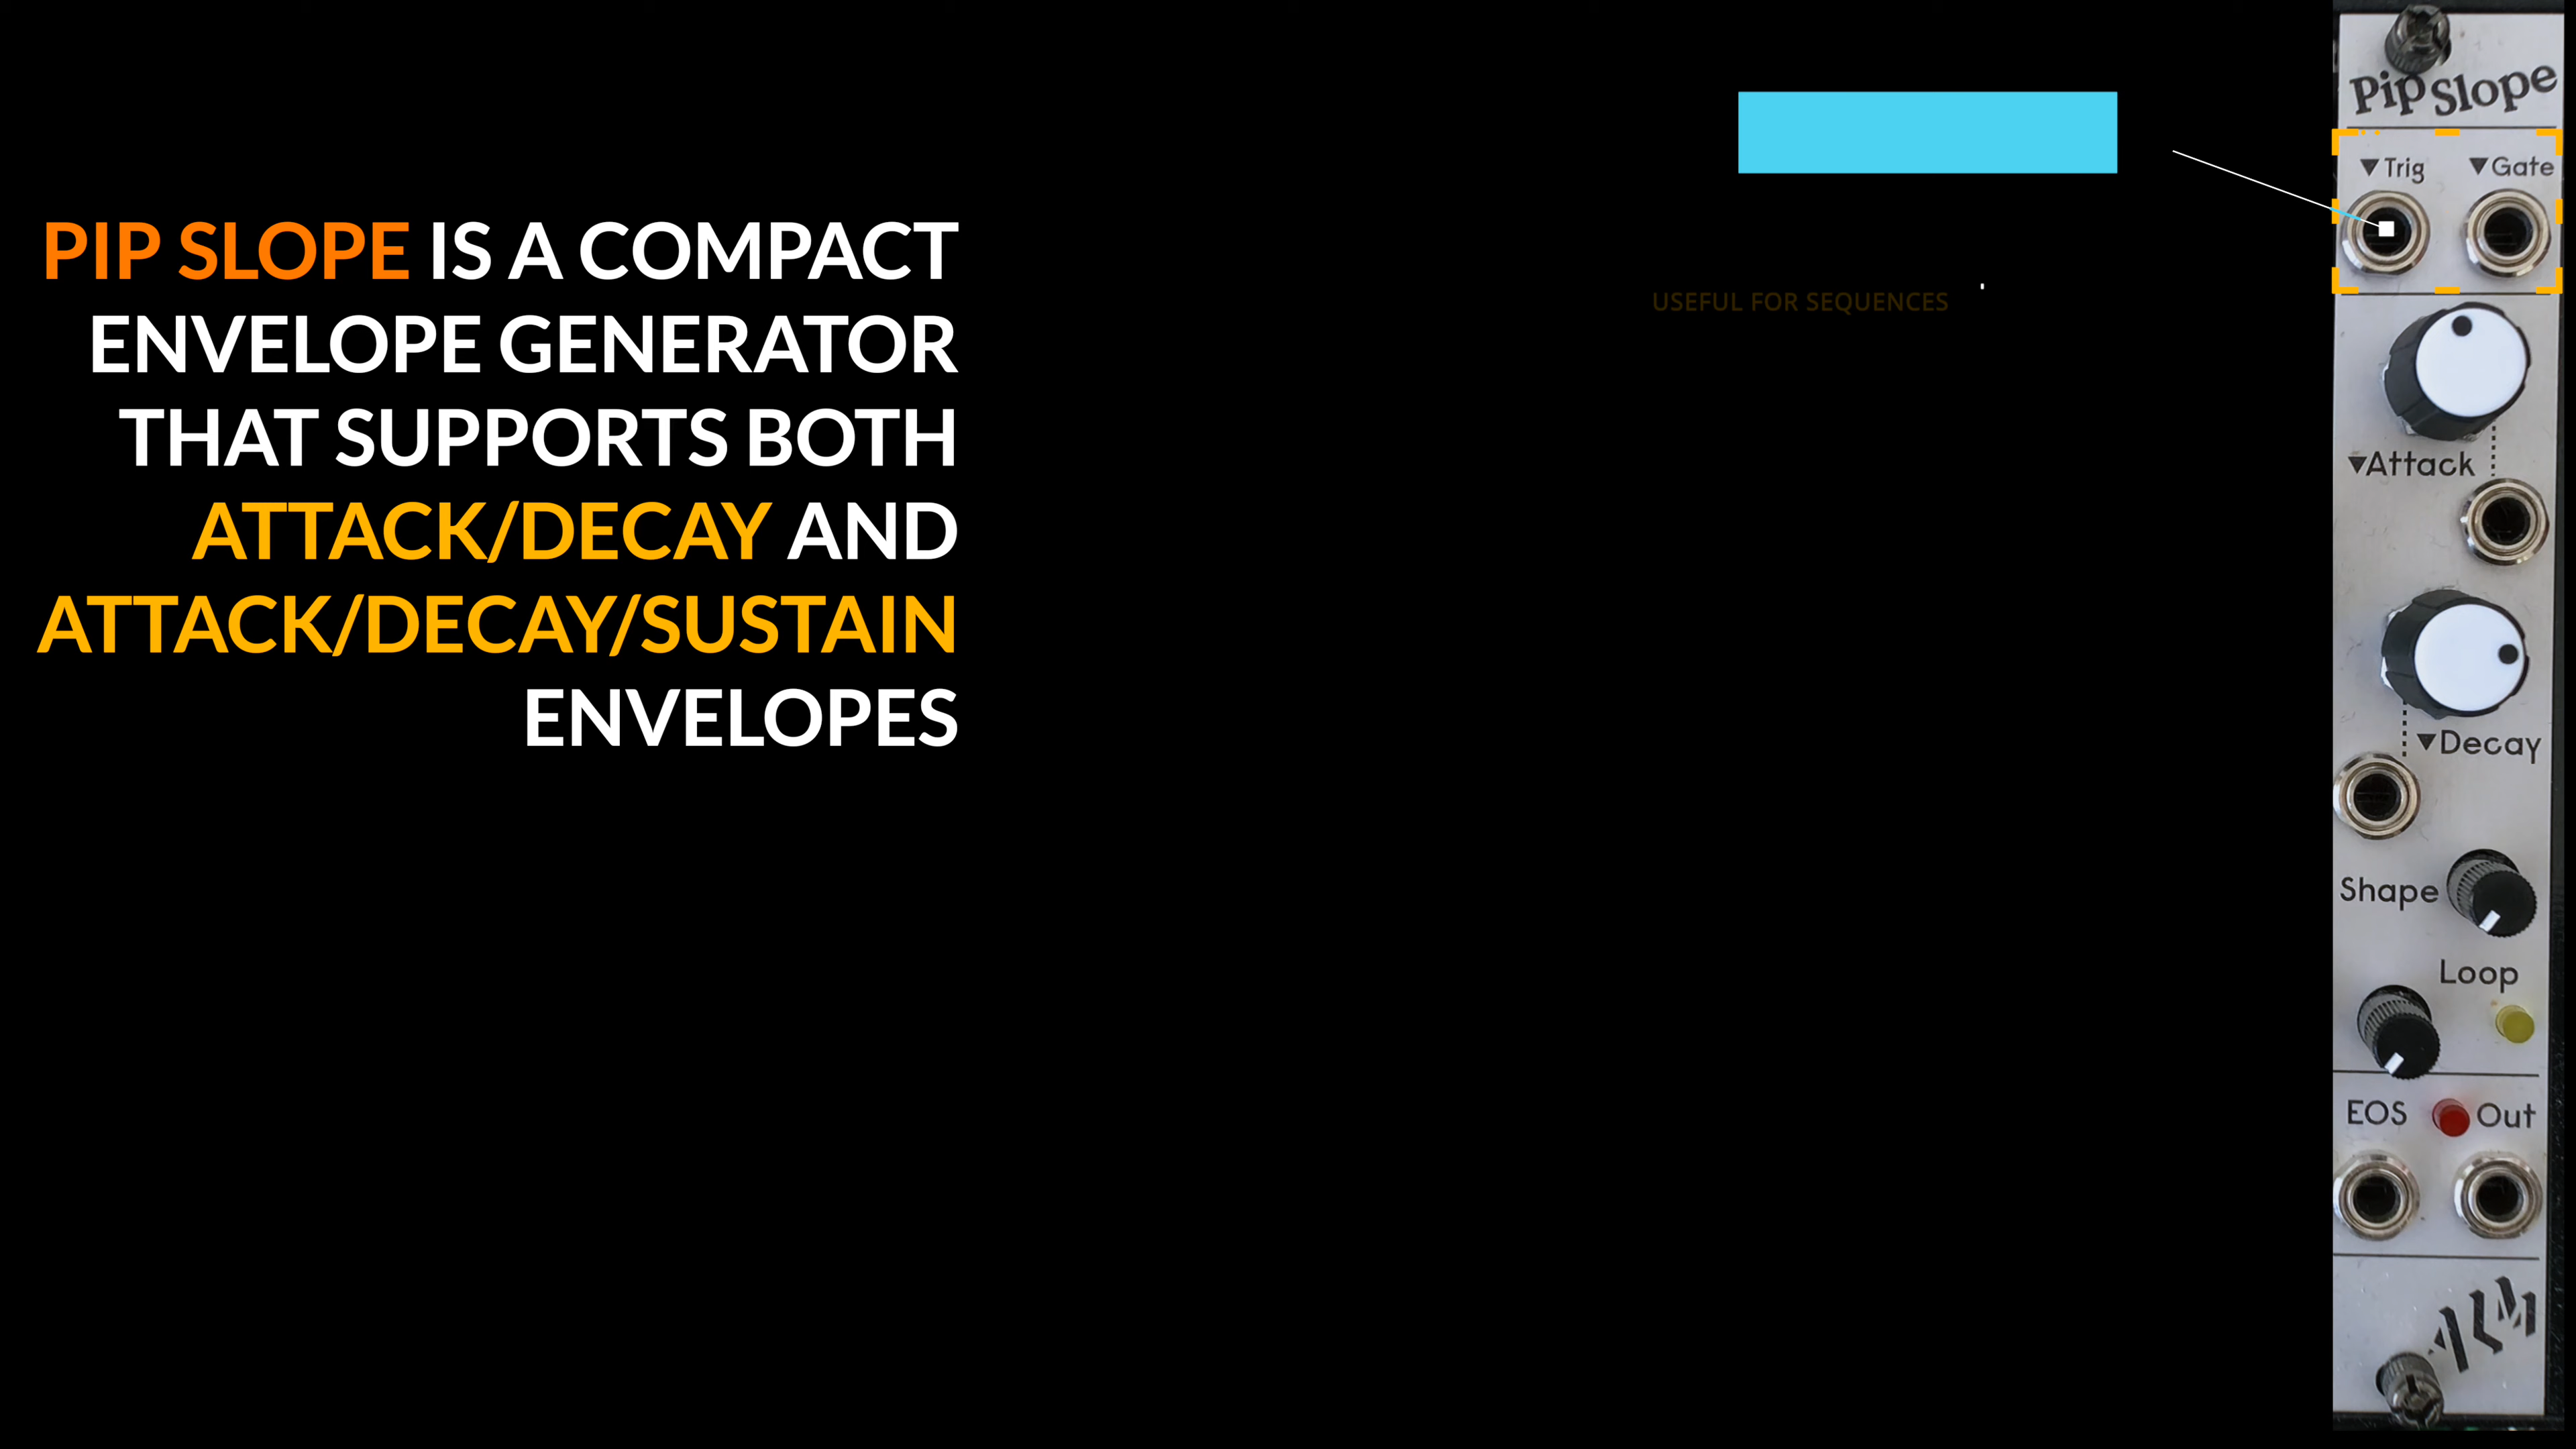 PIP SLOPE IS A COMPACT
ENVELOPE GENERATOR
THAT SUPPORTS BOTH
ATTACK/DECAY AND
ATTACK/DECAY/SUSTAIN
ENVELOPES
USEFUL FOR SEQUENCES
Pip Slope
▼Trig ▼Gate
▼Attack
▼Decay
Shape
Loop
EOS Out
ALM